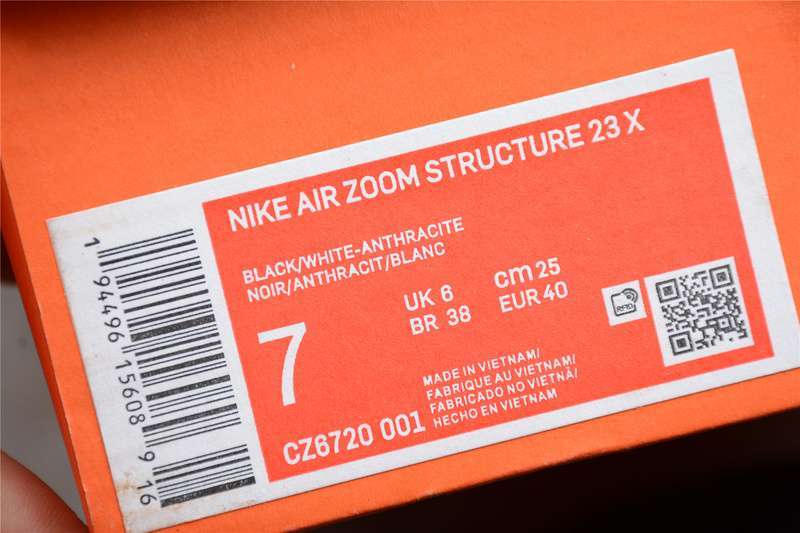 NIKE AIR ZOOM STRUCTURE 23 X
BLACK/WHITE-ANTHRACITE
NOIR/ANTHRACIT/BLANC
7
UK 6
BR 38
cm 25
EUR 40
RFID
MADE IN VIETNAM/
FABRIQUE AU VIETNAM/
FABRICADO NO VIETNÃ/
HECHO EN VIETNAM
CZ6720 001
1 94496 15608 9 16